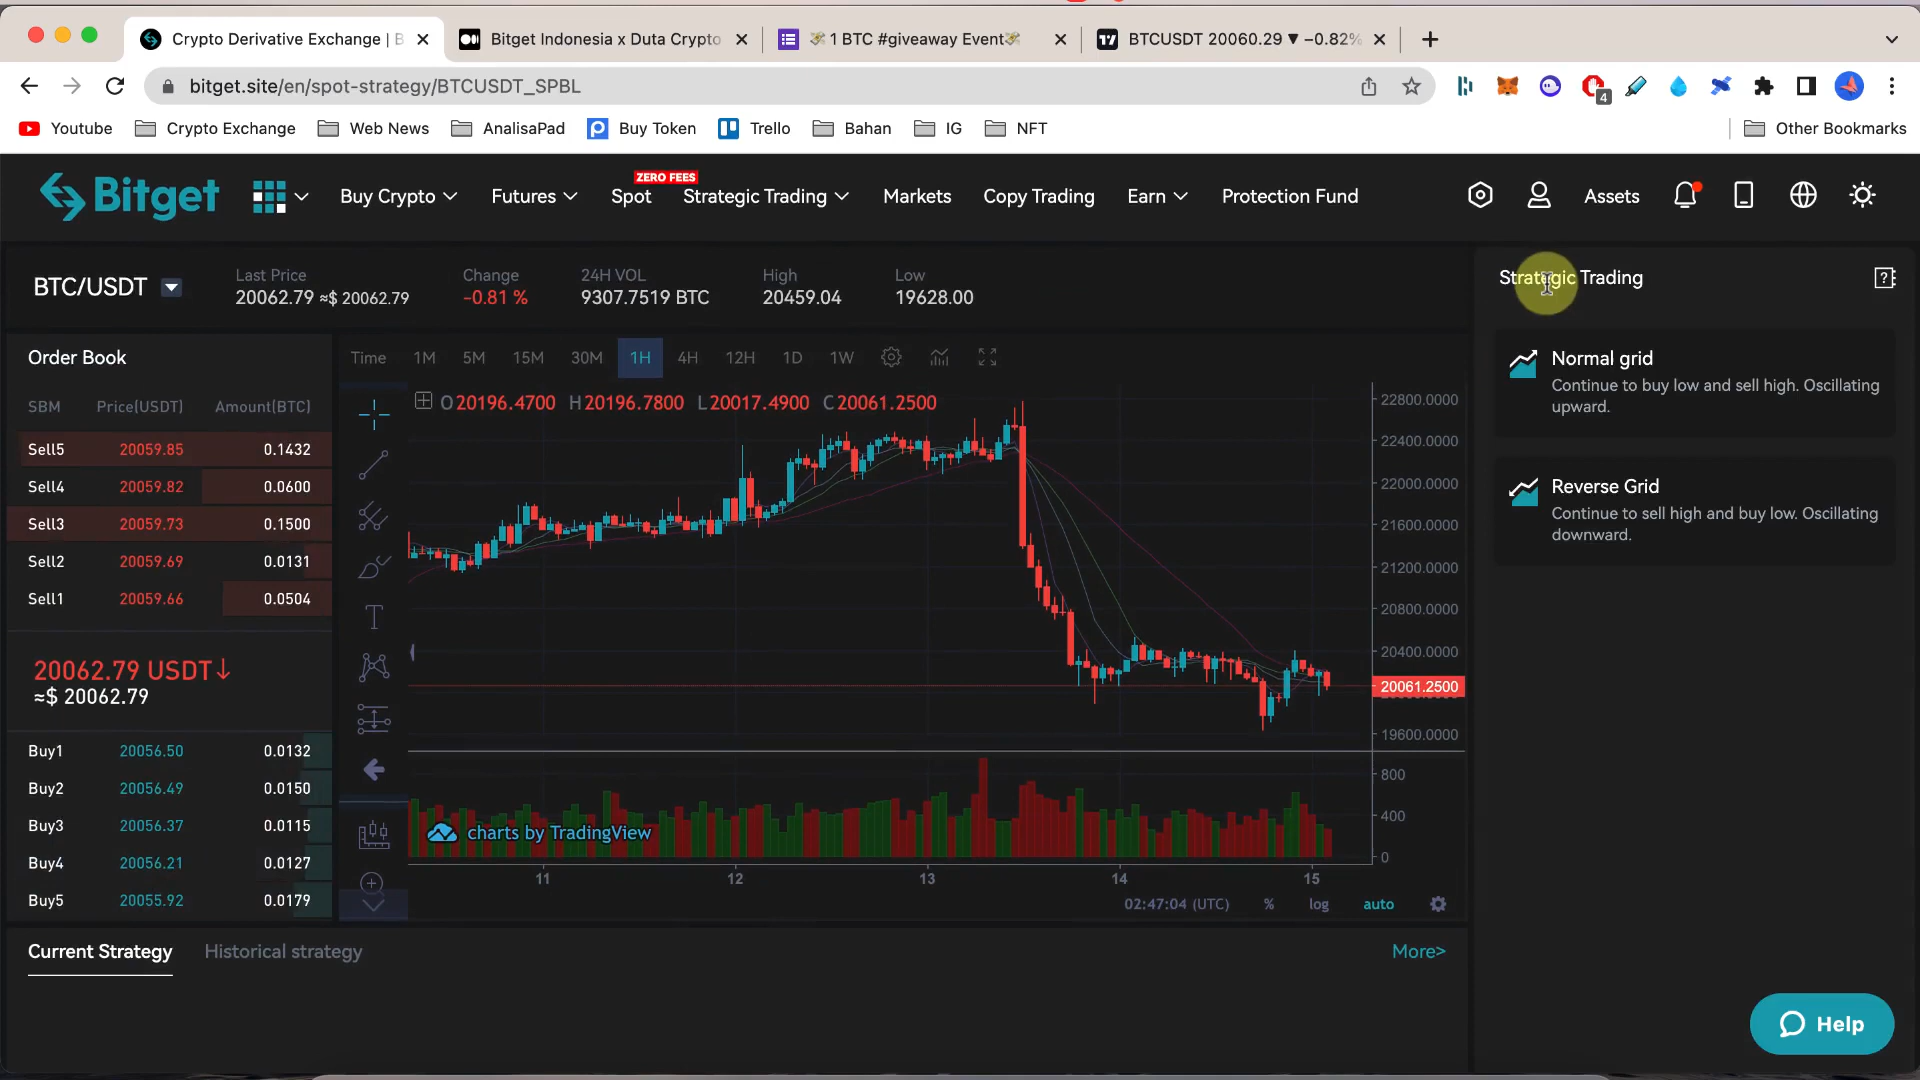 Crypto Derivative Exchange | B
Bitget Indonesia x Duta Crypto
💸 1 BTC #giveaway Event💸
BTCUSDT 20060.29 ▼ −0.82%
bitget.site/en/spot-strategy/BTCUSDT_SPBL
4
Youtube
Crypto Exchange
Web News
AnalisaPad
Buy Token
Trello
Bahan
IG
NFT
Other Bookmarks
Bitget
Buy Crypto
Futures
Spot
ZERO FEES
Strategic Trading
Markets
Copy Trading
Earn
Protection Fund
Assets
BTC/USDT
Last Price
20062.79 ≈$ 20062.79
Change
-0.81 %
24H VOL
9307.7519 BTC
High
20459.04
Low
19628.00
Order Book
SBM Price(USDT) Amount(BTC)
Sell5 20059.85 0.1432
Sell4 20059.82 0.0600
Sell3 20059.73 0.1500
Sell2 20059.69 0.0131
Sell1 20059.66 0.0504
20062.79 USDT↓
≈$ 20062.79
Buy1 20056.50 0.0132
Buy2 20056.49 0.0150
Buy3 20056.37 0.0115
Buy4 20056.21 0.0127
Buy5 20055.92 0.0179
Time 1M 5M 15M 30M 1H 4H 12H 1D 1W
O20196.4700 H20196.7800 L20017.4900 C20061.2500
22800.0000
22400.0000
22000.0000
21600.0000
21200.0000
20800.0000
20400.0000
20061.2500
19600.0000
800
400
0
charts by TradingView
11 12 13 14 15
02:47:04 (UTC) % log auto
Strategic Trading
Normal grid
Continue to buy low and sell high. Oscillating
upward.
Reverse Grid
Continue to sell high and buy low. Oscillating
downward.
Current Strategy
Historical strategy
More>
Help